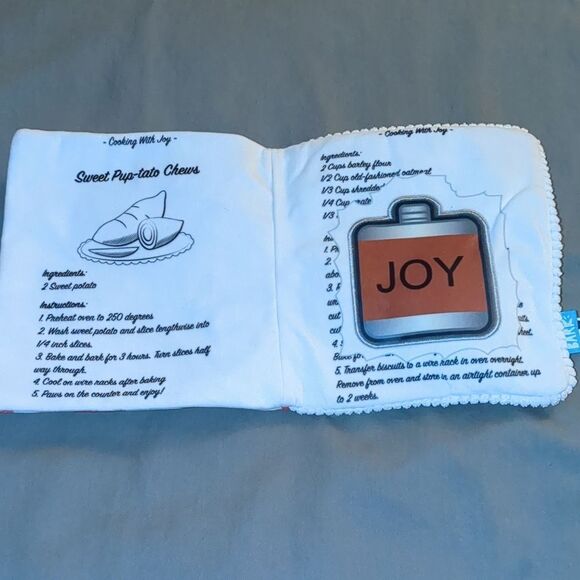 - Cooking With Joy -
Sweet Pup-tato Chews
Ingredients:
2 Sweet potato
Instructions:
1. Preheat oven to 250 degrees
2. Wash sweet potato and slice lengthwise into
1/4 inch slices.
3. Bake and bark for 3 hours. Turn slices half
way through.
4. Cool on wire racks after baking
5. Paws on the counter and enjoy!
- Cooking With Joy -
Ingredients:
2 Cups barley flour
1/2 Cup old-fashioned oatmeal
1/3 Cup
1/4 Cup
1/3
JOY
5. Transfer biscuits to a wire rack in oven overnight.
Remove from oven and store in an airtight container up
to 2 weeks.
BARK